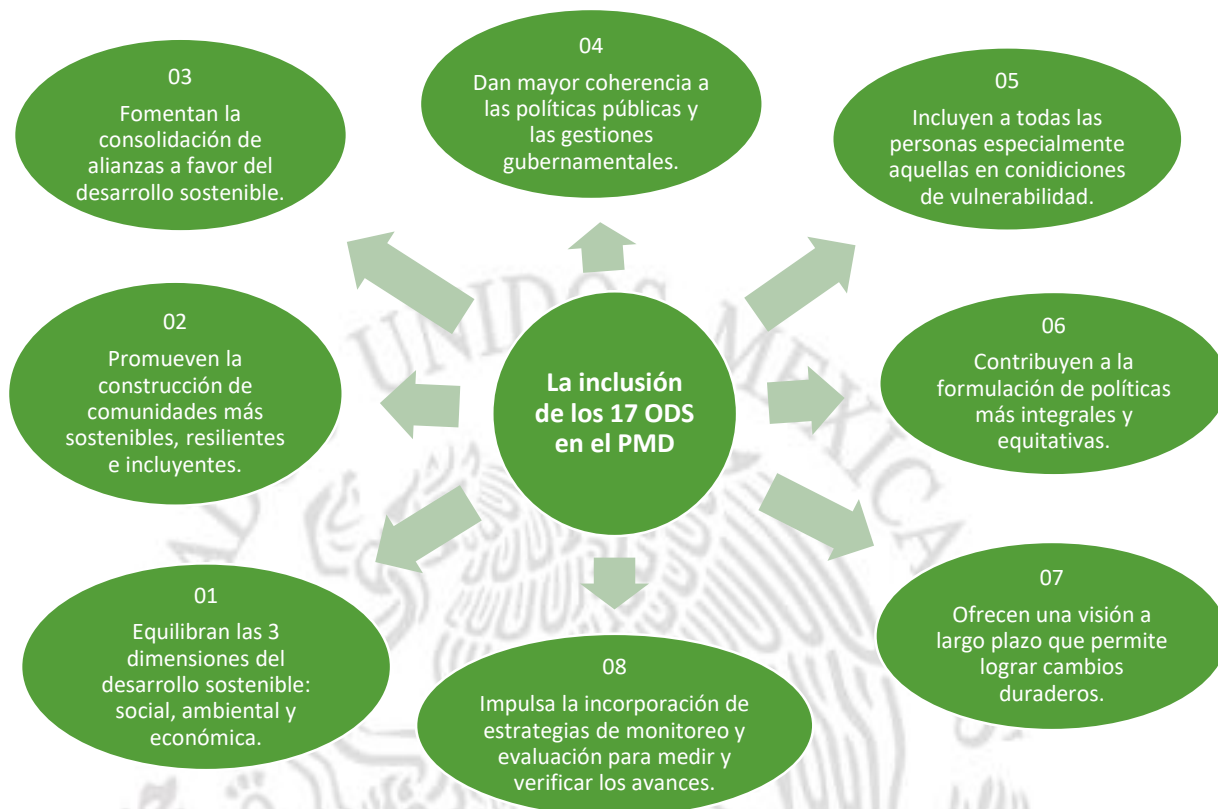 04
Dan mayor coherencia a
las políticas públicas y
las gestiones
gubernamentales.
03
Fomentan la
consolidación de
alianzas a favor del
desarrollo sostenible.
05
Incluyen a todas las
personas especialmente
aquellas en conidiciones
de vulnerabilidad.
02
Promueven la
construcción de
comunidades más
sostenibles, resilientes
e incluyentes.
La inclusión
de los 17 ODS
en el PMD
06
Contribuyen a la
formulación de políticas
más integrales y
equitativas.
01
Equilibran las 3
dimensiones del
desarrollo sostenible:
social, ambiental y
económica.
07
Ofrecen una visión a
largo plazo que permite
lograr cambios
duraderos.
08
Impulsa la incorporación de
estrategias de monitoreo y
evaluación para medir y
verificar los avances.
UNIDOS MEXICA